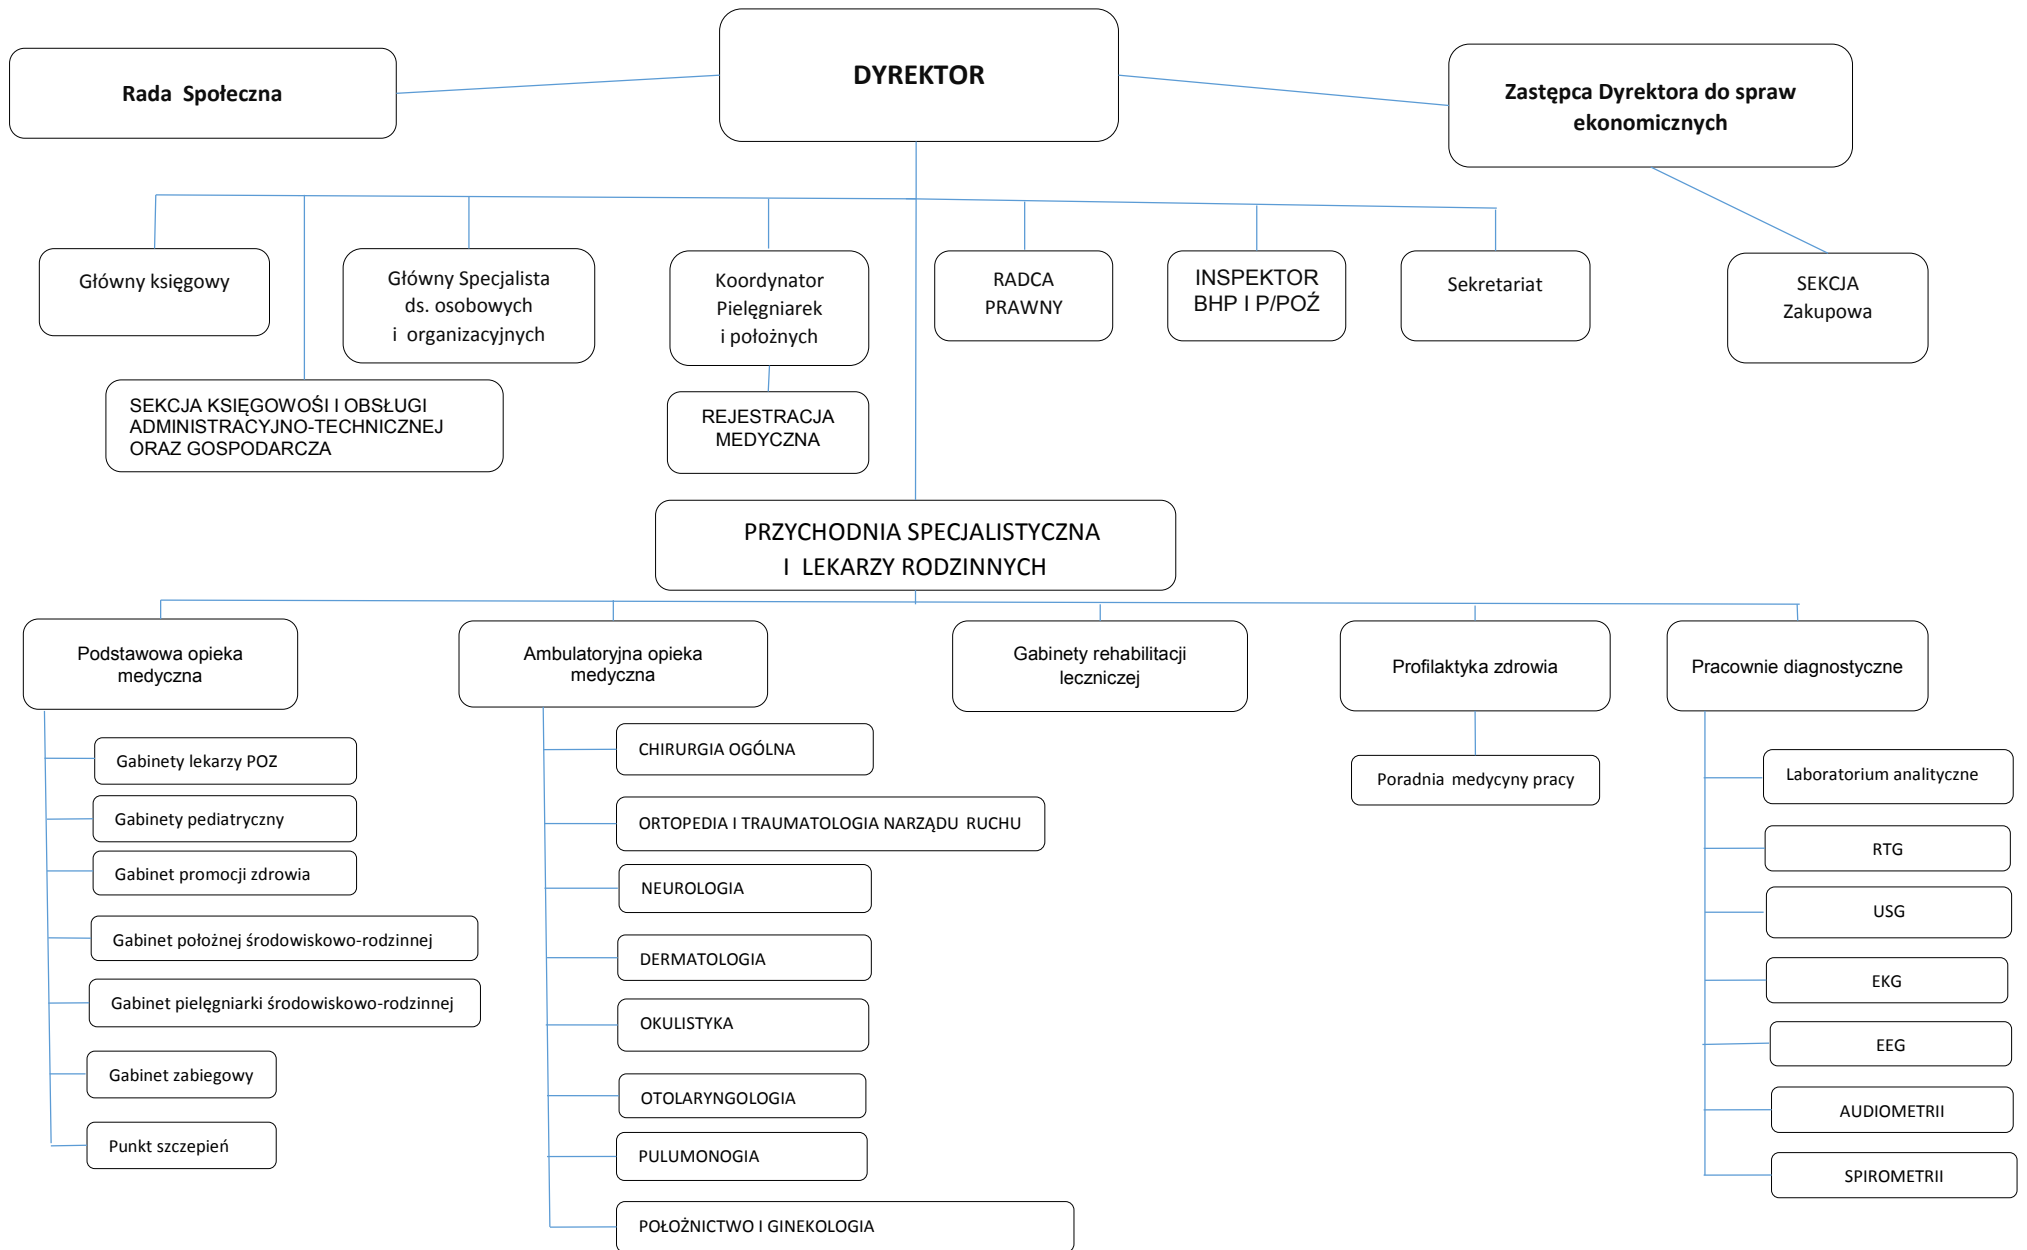 Rada Społeczna
DYREKTOR
Zastępca Dyrektora do spraw
ekonomicznych
Główny księgowy
Główny Specjalista
ds. osobowych
i organizacyjnych
Koordynator
Pielęgniarek
i położnych
RADCA
PRAWNY
INSPEKTOR
BHP I P/POŹ
Sekretariat
SEKCJA
Zakupowa
SEKCJA KSIĘGOWOŚI I OBSŁUGI
ADMINISTRACYJNO-TECHNICZNEJ
ORAZ GOSPODARCZA
REJESTRACJA
MEDYCZNA
PRZYCHODNIA SPECJALISTYCZNA
I LEKARZY RODZINNYCH
Podstawowa opieka
medyczna
Ambulatoryjna opieka
medyczna
Gabinety rehabilitacji
leczniczej
Profilaktyka zdrowia
Pracownie diagnostyczne
Gabinety lekarzy POZ
Gabinety pediatryczny
Gabinet promocji zdrowia
Gabinet położnej środowiskowo-rodzinnej
Gabinet pielęgniarki środowiskowo-rodzinnej
Gabinet zabiegowy
Punkt szczepień
CHIRURGIA OGÓLNA
ORTOPEDIA I TRAUMATOLOGIA NARZĄDU RUCHU
NEUROLOGIA
DERMATOLOGIA
OKULISTYKA
OTOLARYNGOLOGIA
PULUMONOGIA
POŁOŻNICTWO I GINEKOLOGIA
Poradnia medycyny pracy
Laboratorium analityczne
RTG
USG
EKG
EEG
AUDIOMETRII
SPIROMETRII